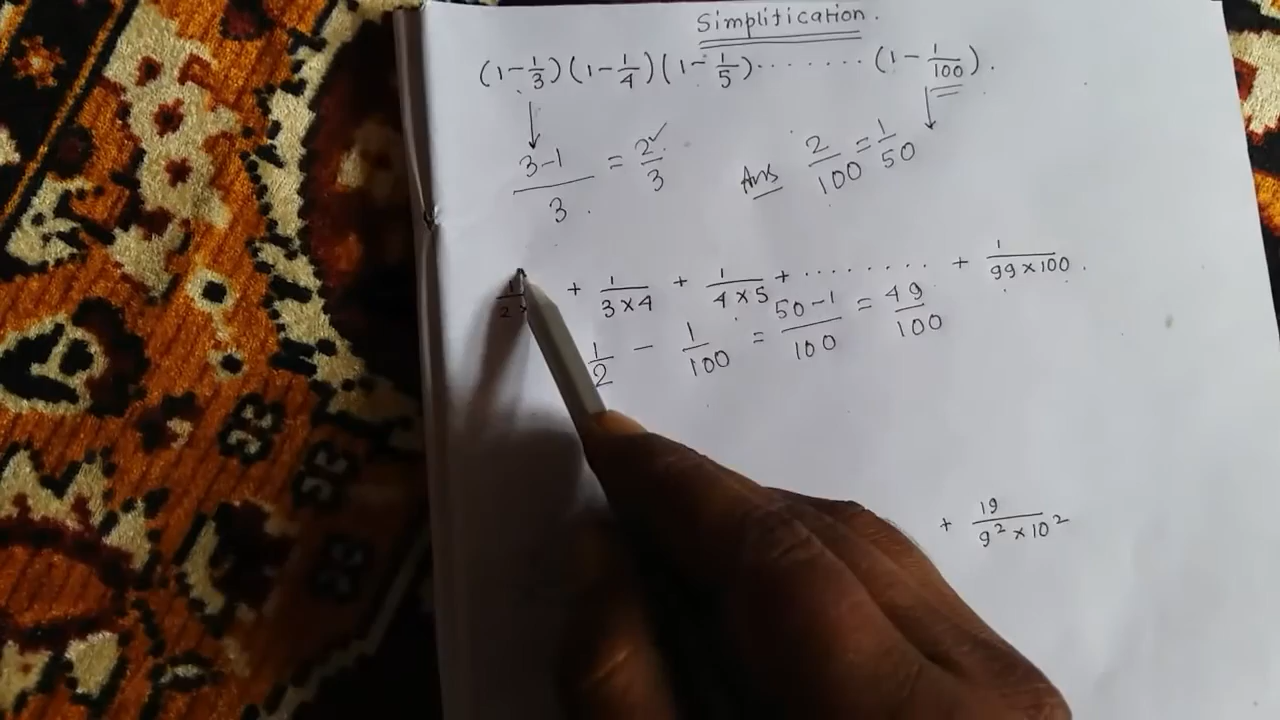 Simplification.
(1-1/3)(1-1/4)(1-1/5)........(1-1/100).
3-1/3 = 2/3 ✓
Ans 2/100 = 1/50
1/2× + 1/3×4 + 1/4×5 + ........ + 1/99×100.
1/2 - 1/100 = 50-1/100 = 49/100
+ 19/9²×10²